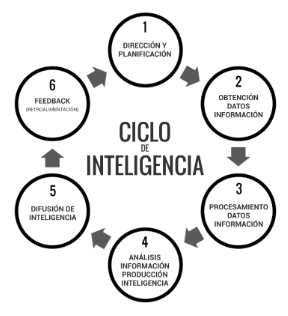 1
DIRECCIÓN Y
PLANIFICACIÓN
2
OBTENCIÓN
DATOS
INFORMACIÓN
3
PROCESAMIENTO
DATOS
INFORMACIÓN
4
ANÁLISIS
INFORMACIÓN
PRODUCCIÓN
INTELIGENCIA
5
DIFUSIÓN DE
INTELIGENCIA
6
FEEDBACK
(RETROALIMENTACIÓN)
CICLO
DE
INTELIGENCIA